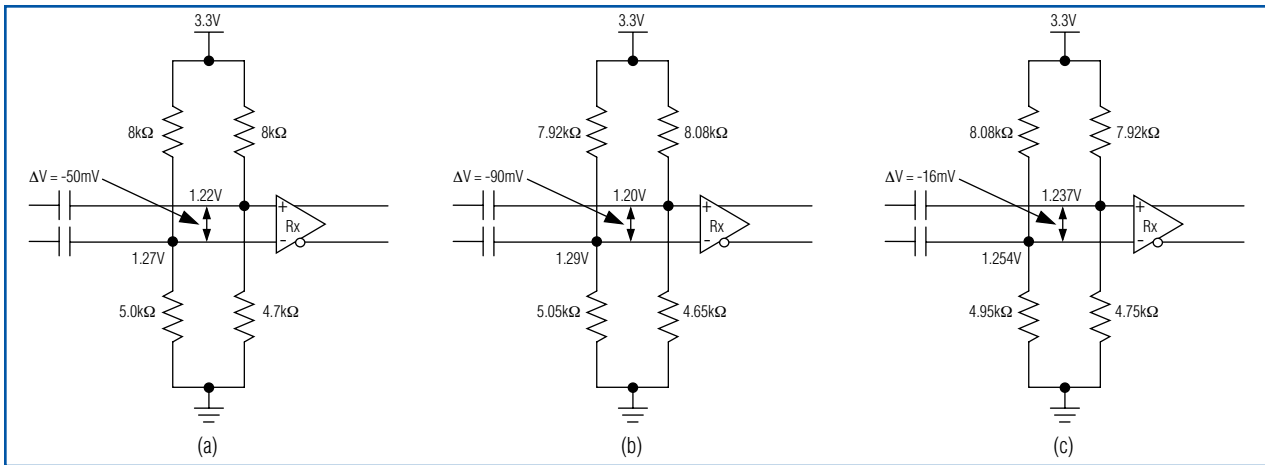 3.3V
8kΩ
8kΩ
ΔV = -50mV
1.22V
+
Rx
-
1.27V
5.0kΩ
4.7kΩ
(a)
3.3V
7.92kΩ
8.08kΩ
ΔV = -90mV
1.20V
+
Rx
-
1.29V
5.05kΩ
4.65kΩ
(b)
3.3V
8.08kΩ
7.92kΩ
ΔV = -16mV
1.237V
+
Rx
-
1.254V
4.95kΩ
4.75kΩ
(c)